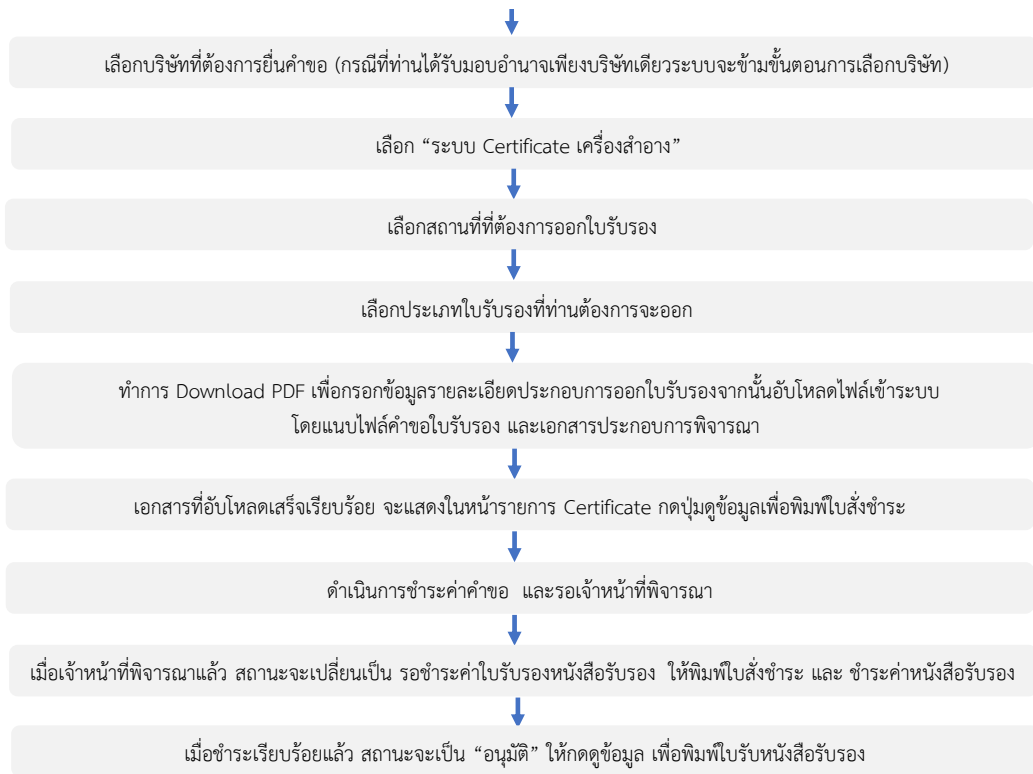 เลือกบริษัทที่ต้องการยื่นคำขอ (กรณีที่ท่านได้รับมอบอำนาจเพียงบริษัทเดียวระบบจะข้ามขั้นตอนการเลือกบริษัท)
เลือก “ระบบ Certificate เครื่องสำอาง”
เลือกสถานที่ที่ต้องการออกใบรับรอง
เลือกประเภทใบรับรองที่ท่านต้องการจะออก
ทำการ Download PDF เพื่อกรอกข้อมูลรายละเอียดประกอบการออกใบรับรองจากนั้นอับโหลดไฟล์เข้าระบบ
โดยแนบไฟล์คำขอใบรับรอง และเอกสารประกอบการพิจารณา
เอกสารที่อับโหลดเสร็จเรียบร้อย จะแสดงในหน้ารายการ Certificate กดปุ่มดูข้อมูลเพื่อพิมพ์ใบสั่งชำระ
ดำเนินการชำระค่าคำขอ และรอเจ้าหน้าที่พิจารณา
เมื่อเจ้าหน้าที่พิจารณาแล้ว สถานะจะเปลี่ยนเป็น รอชำระค่าใบรับรองหนังสือรับรอง ให้พิมพ์ใบสั่งชำระ และ ชำระค่าหนังสือรับรอง
เมื่อชำระเรียบร้อยแล้ว สถานะจะเป็น “อนุมัติ” ให้กดดูข้อมูล เพื่อพิมพ์ใบรับหนังสือรับรอง